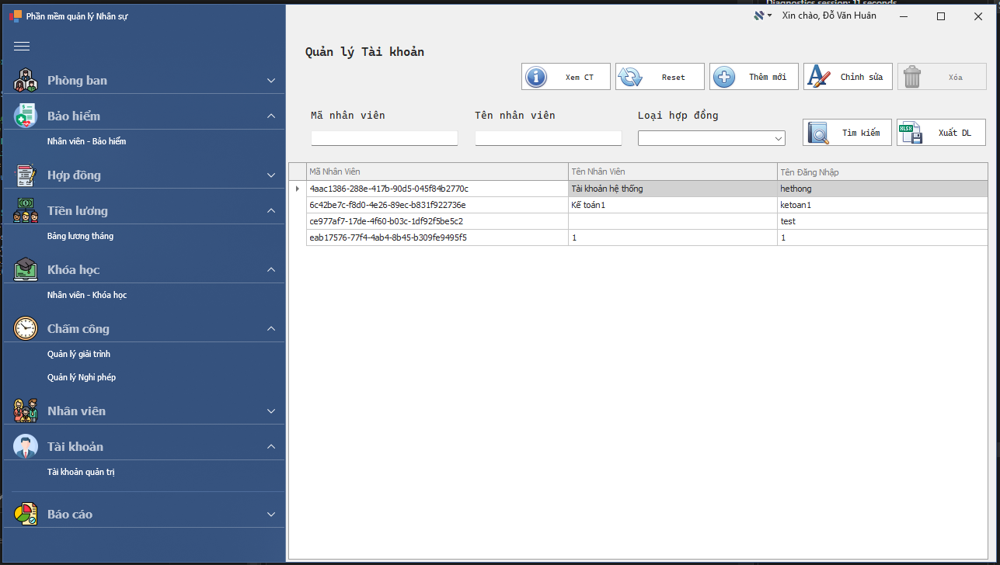 Diagnostics session: 11 seconds
Phần mềm quản lý Nhân sự
Xin chào, Đỗ Văn Huân
Quản lý Tài khoản
Xem CT
Reset
Thêm mới
Chỉnh sửa
Xóa
Mã nhân viên
Tên nhân viên
Loại hợp đồng
Tìm kiếm
XLSX
Xuất DL
Phòng ban
Bảo hiểm
Nhân viên - Bảo hiểm
Hợp đồng
Tiền lương
Bảng lương tháng
Khóa học
Nhân viên - Khóa học
Chấm công
Quản lý giải trình
Quản lý Nghỉ phép
Nhân viên
Tài khoản
Tài khoản quản trị
Báo cáo
Mã Nhân Viên Tên Nhân Viên Tên Đăng Nhập
4aac1386-288e-417b-90d5-045f84b2770c Tài khoản hệ thống hethong
6c42be7c-f8d0-4e26-89ec-b831f922736e Kế toán1 ketoan1
ce977af7-17de-4f60-b03c-1df92f5be5c2 test
eab17576-77f4-4ab4-8b45-b309fe9495f5 1 1